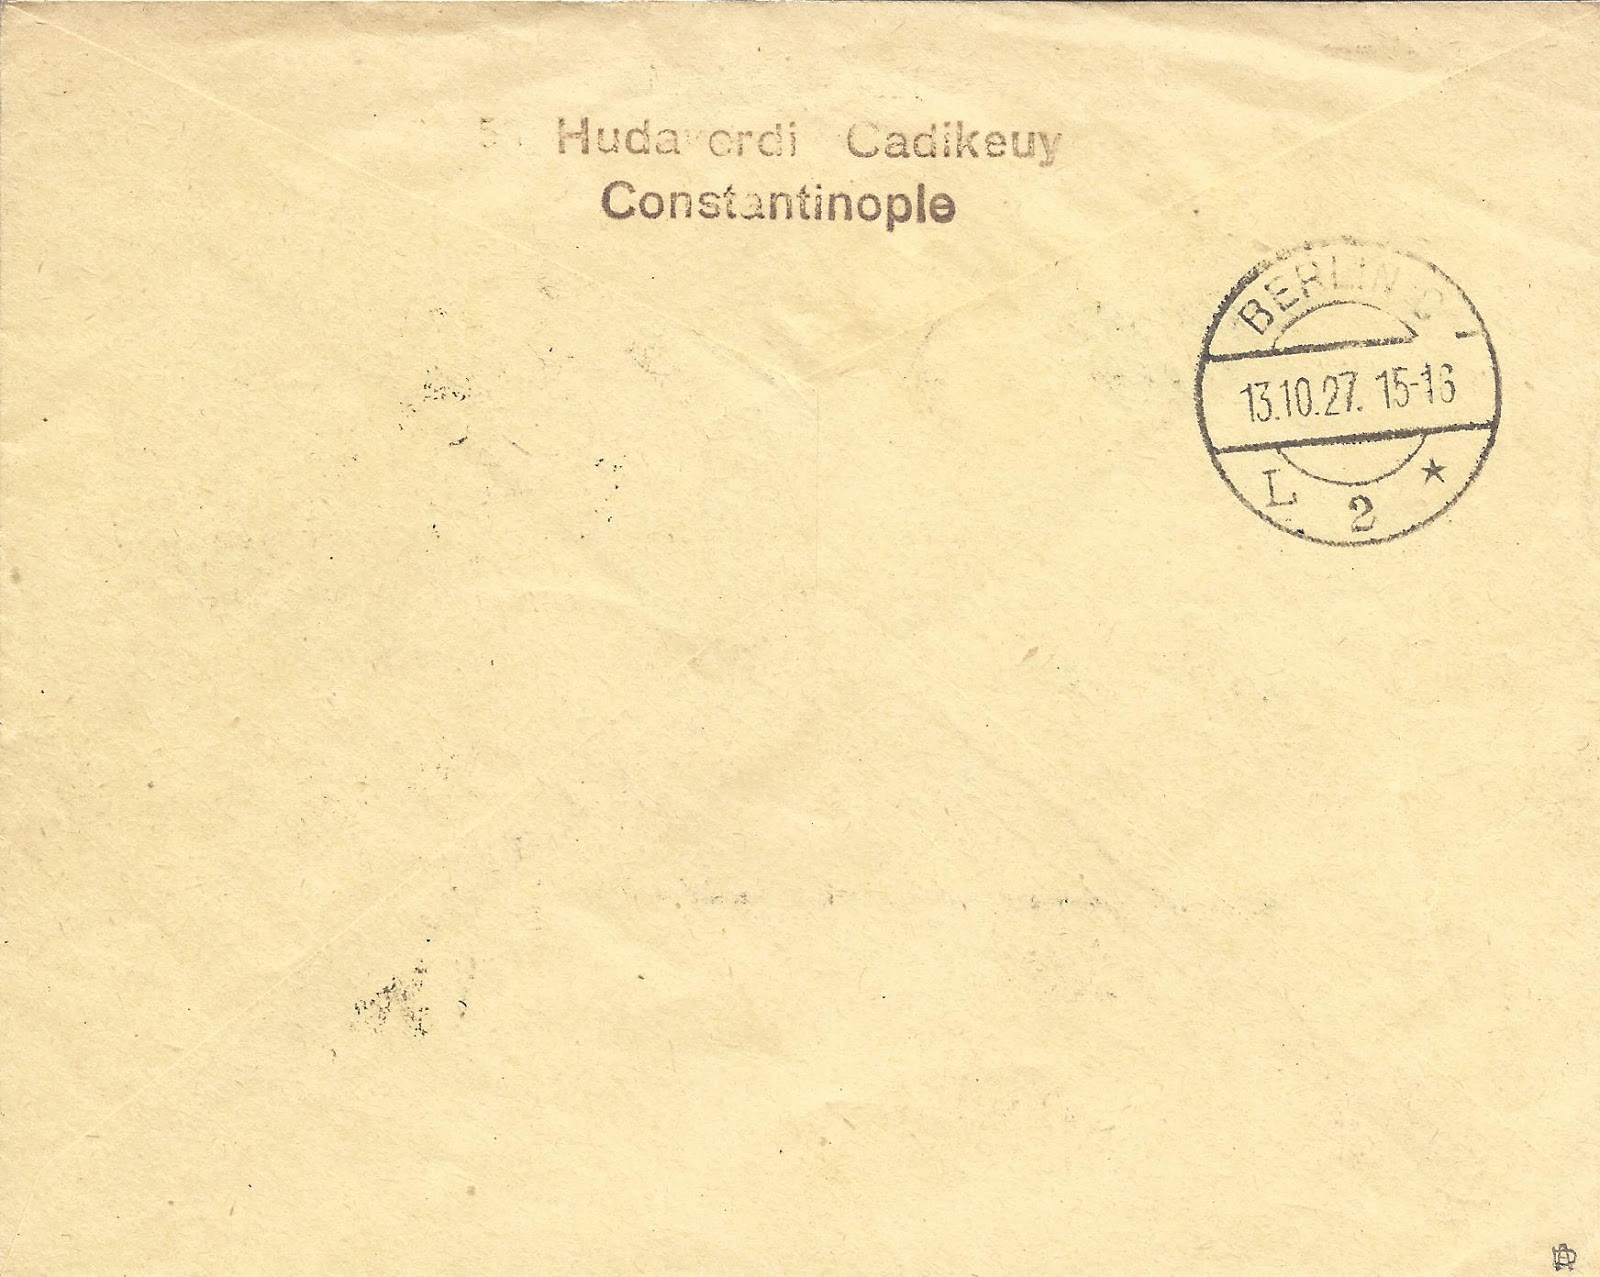 Hudaverdi Cadikeuy
Constantinople
BERLIN C
13.10.27. 15-16
L 2 ★